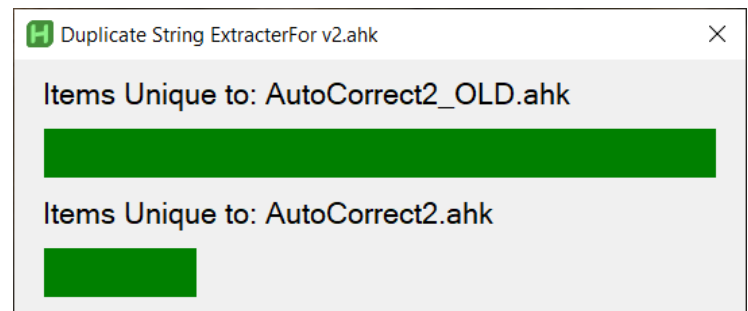 H Duplicate String ExtracterFor v2.ahk
Items Unique to: AutoCorrect2_OLD.ahk
Items Unique to: AutoCorrect2.ahk